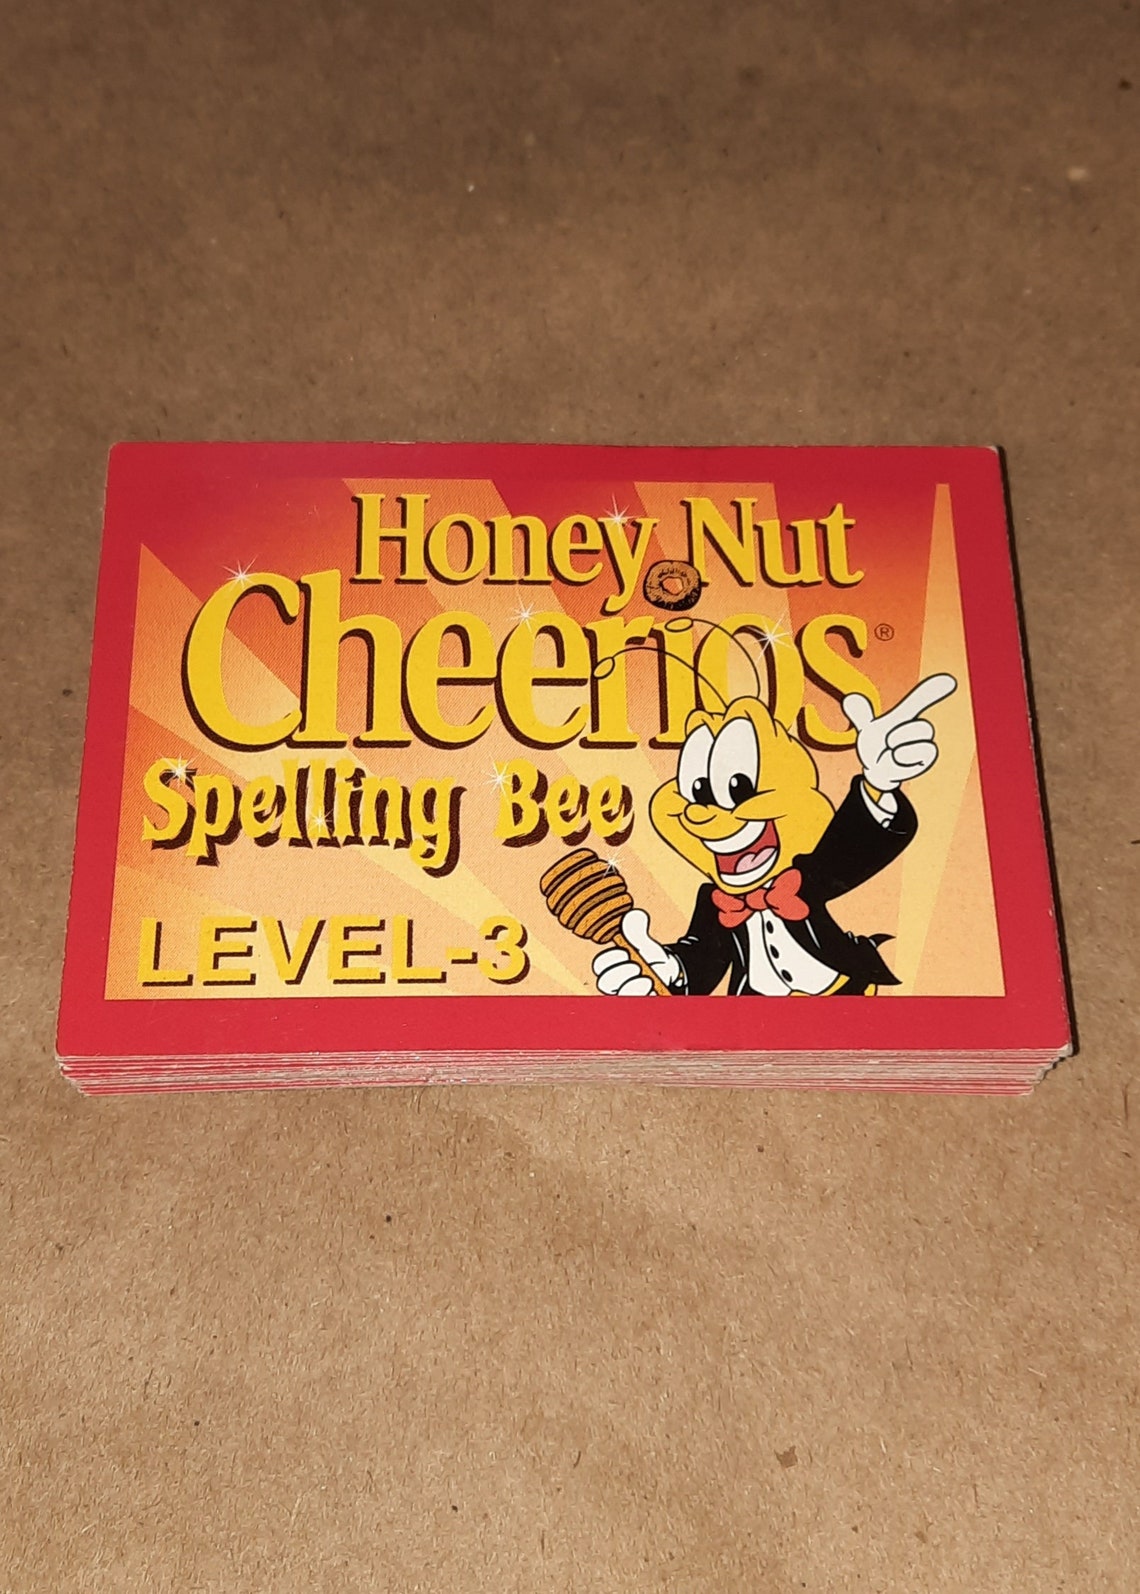 Honey Nut
Cheerios®
Spelling Bee
LEVEL-3